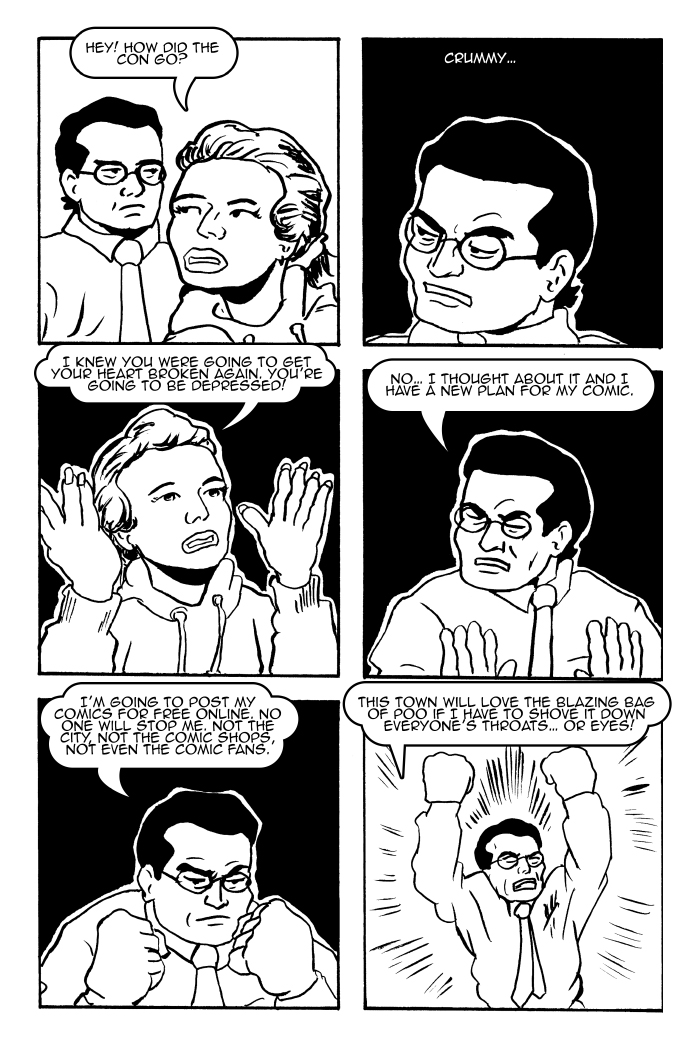 HEY! HOW DID THE
CON GO?
CRUMMY...
I KNEW YOU WERE GOING TO GET
YOUR HEART BROKEN AGAIN. YOU'RE
GOING TO BE DEPRESSED!
NO... I THOUGHT ABOUT IT AND I
HAVE A NEW PLAN FOR MY COMIC.
I'M GOING TO POST MY
COMICS FOR FREE ONLINE. NO
ONE WILL STOP ME. NOT THE
CITY, NOT THE COMIC SHOPS,
NOT EVEN THE COMIC FANS.
THIS TOWN WILL LOVE THE BLAZING BAG
OF POO IF I HAVE TO SHOVE IT DOWN
EVERYONE'S THROATS... OR EYES!